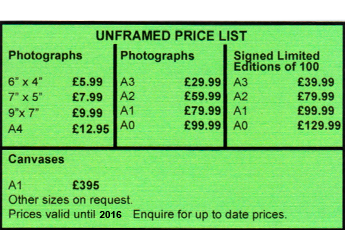 UNFRAMED PRICE LIST
Photographs
6" x 4" £5.99
7" x 5" £7.99
9"x 7" £9.99
A4 £12.95
Photographs
A3 £29.99
A2 £59.99
A1 £79.99
A0 £99.99
Signed Limited
Editions of 100
A3 £39.99
A2 £79.99
A1 £99.99
A0 £129.99
Canvases
A1 £395
Other sizes on request.
Prices valid until 2016 Enquire for up to date prices.